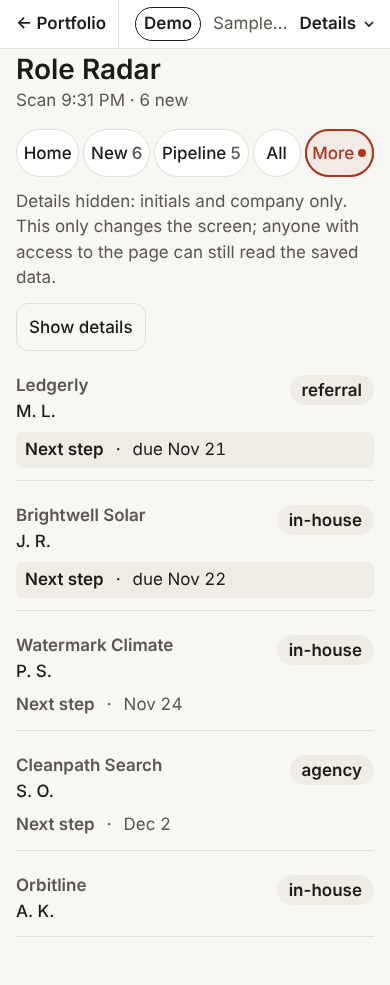 ← Portfolio Demo Sample... Details
Role Radar
Scan 9:31 PM · 6 new
Home New 6 Pipeline 5 All More
Details hidden: initials and company only.
This only changes the screen; anyone with
access to the page can still read the saved
data.
Show details
Ledgerly referral
M. L.
Next step · due Nov 21
Brightwell Solar in-house
J. R.
Next step · due Nov 22
Watermark Climate in-house
P. S.
Next step · Nov 24
Cleanpath Search agency
S. O.
Next step · Dec 2
Orbitline in-house
A. K.